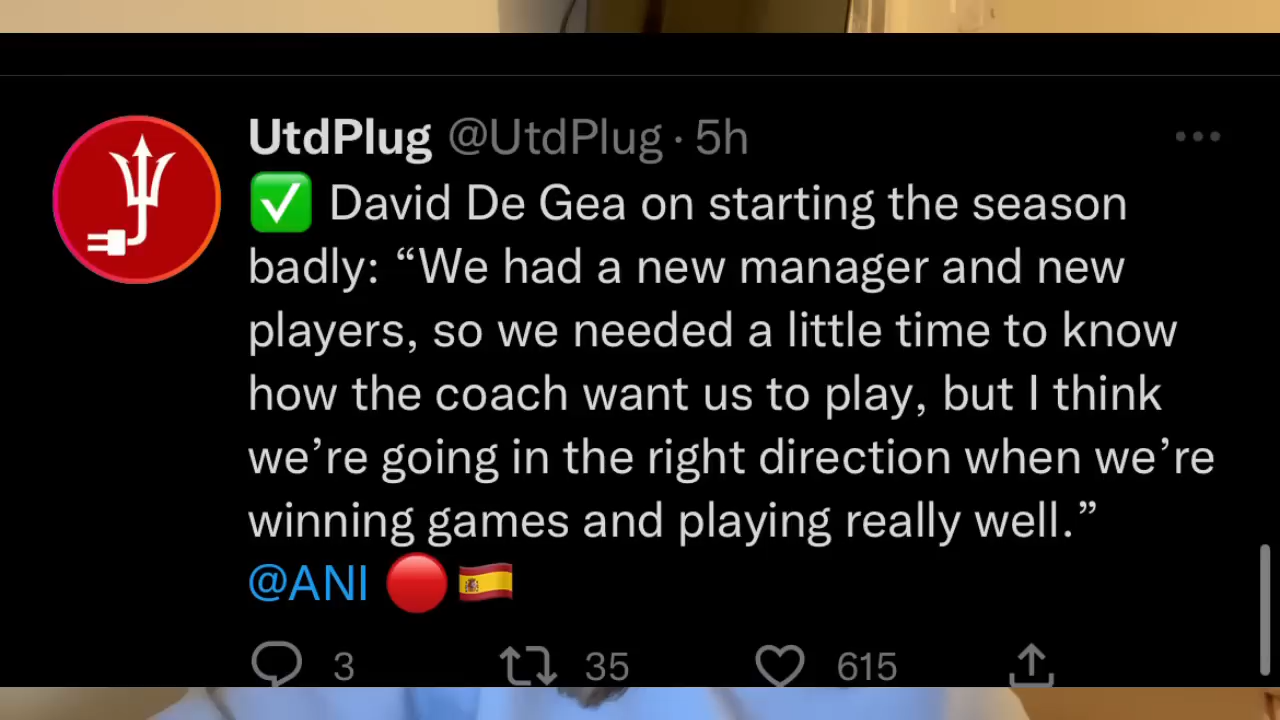 UtdPlug @UtdPlug · 5h
✅ David De Gea on starting the season
badly: “We had a new manager and new
players, so we needed a little time to know
how the coach want us to play, but I think
we’re going in the right direction when we’re
winning games and playing really well.”
@ANI 🔴🇪🇸
3 35 615